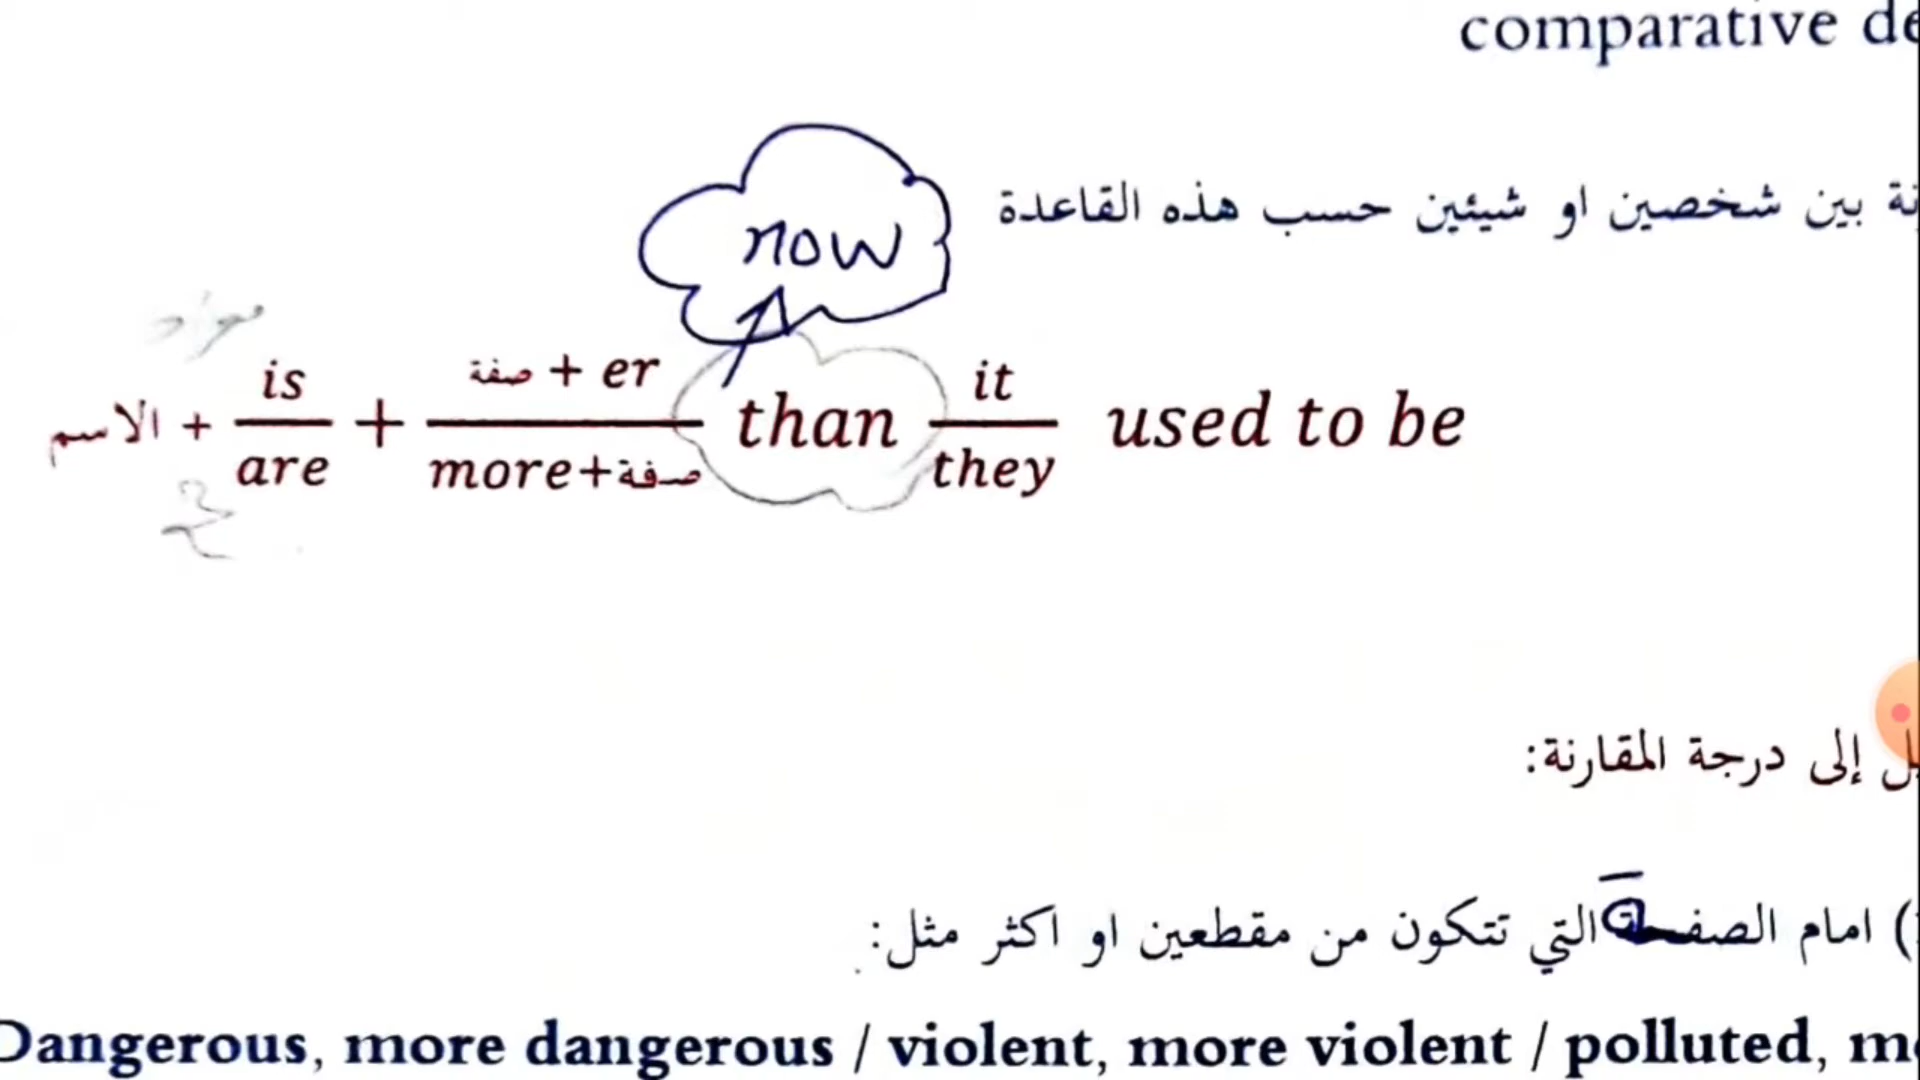 comparative de
نة بين شخصين او شيئين حسب هذه القاعدة
now
مفرد
الاسم + is/are + صفة + er/more+صفة than it/they used to be
إلى درجة المقارنة:
) امام الصفة التي تتكون من مقطعين او اكثر مثل:
Dangerous, more dangerous / violent, more violent / polluted, m